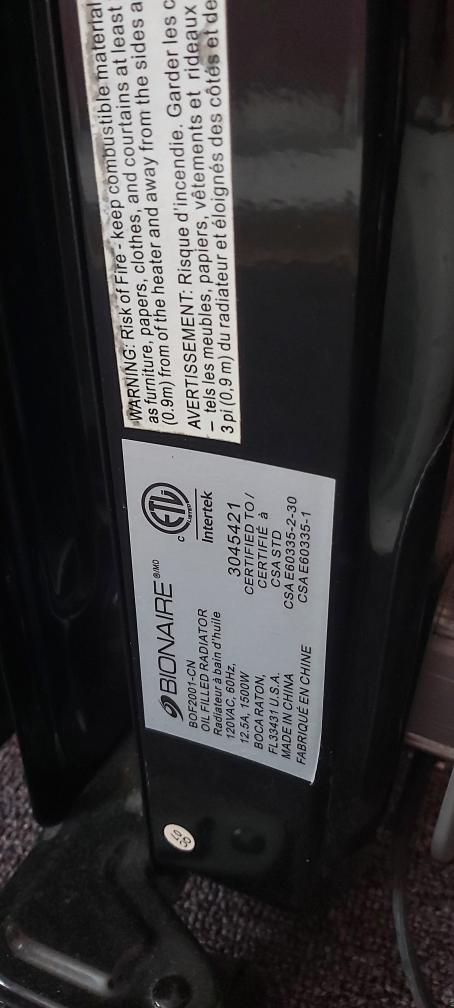 WARNING: Risk of Fire - keep combustible material
as furniture, papers, clothes, and courtains at least
(0.9m) from of the heater and away from the sides a
AVERTISSEMENT: Risque d'incendie. Garder les c
– tels les meubles, papiers, vêtements et rideaux
3 pi (0,9 m) du radiateur et éloignés des côtés et de
BIONAIRE ®/MD
BOF2001-CN
OIL FILLED RADIATOR
Radiateur à bain d'huile
120VAC, 60Hz,
12.5A, 1500W
BOCA RATON,
FL33431 U.S.A.
MADE IN CHINA
FABRIQUÉ EN CHINE
C ETL LISTED
Intertek
3045421
CERTIFIED TO /
CERTIFIÉ à
CSA STD
CSA E60335-2-30
CSA E60335-1